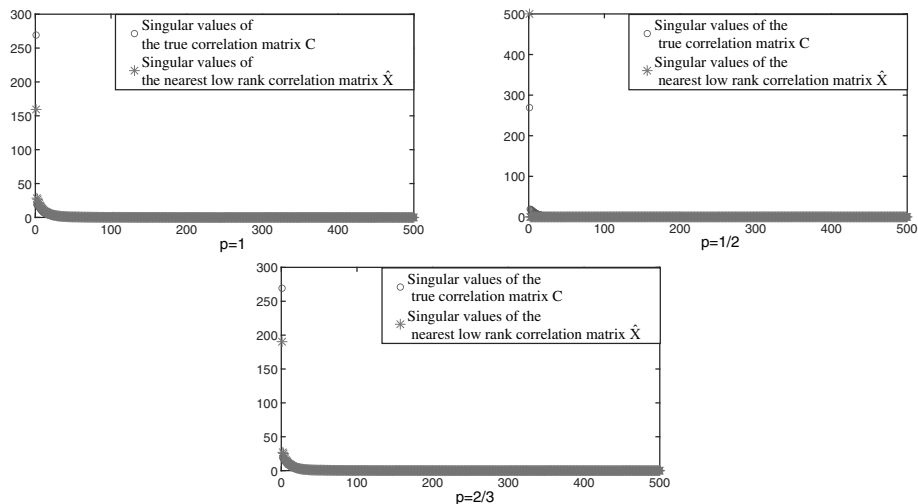 300
250
200
150
100
50
0
Singular values of
the true correlation matrix C
Singular values of
the nearest low rank correlation matrix X̂
0 100 200 300 400 500
p=1
500
400
300
200
100
0
Singular values of the
true correlation matrix C
Singular values of the
nearest low rank correlation matrix X̂
0 100 200 300 400 500
p=1/2
300
250
200
150
100
50
0
Singular values of the
true correlation matrix C
Singular values of the
nearest low rank correlation matrix X̂
0 100 200 300 400 500
p=2/3